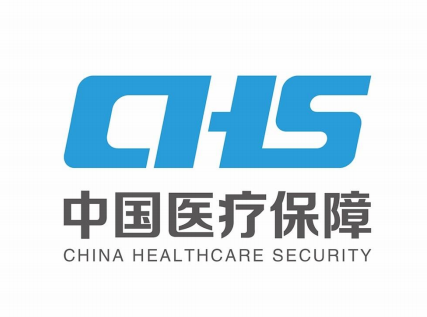 CHS
中国医疗保障
CHINA HEALTHCARE SECURITY